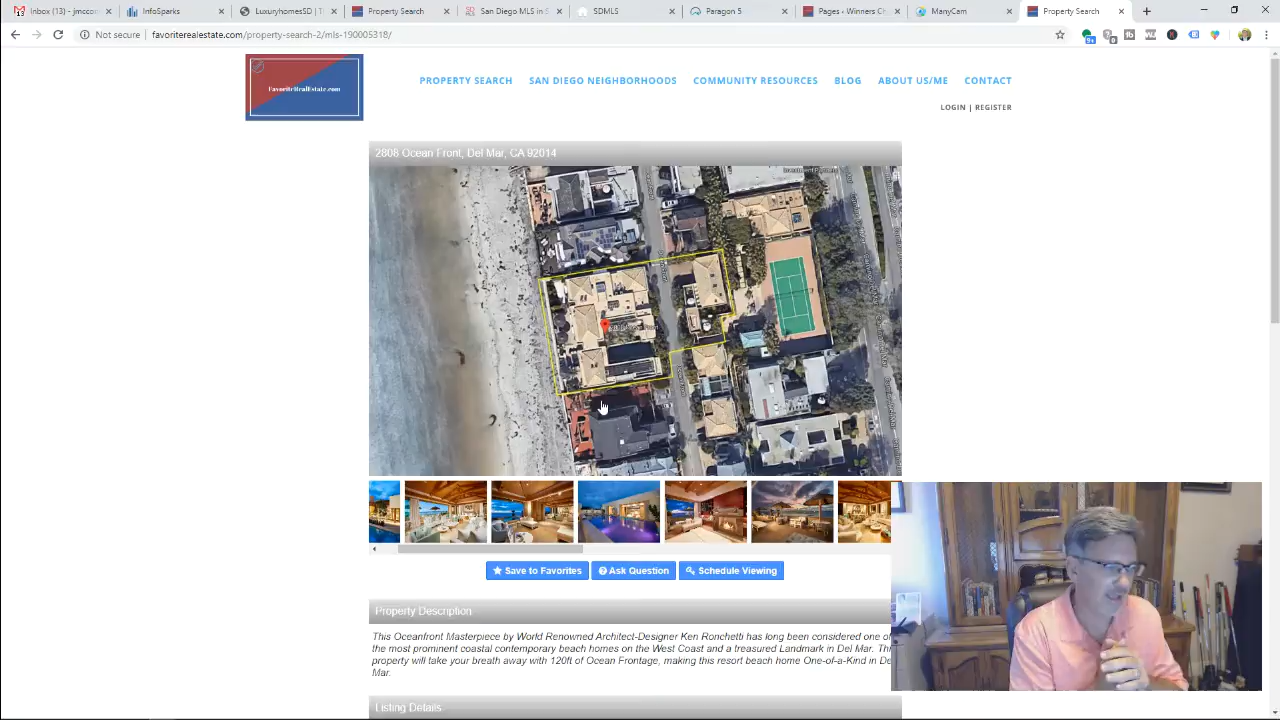 Inbox (13) - jmcco
InfoSparks
LuxuryhomesSD | T
San Diego MLS in S
SDMLS
Paragon 5
Pages ‹ Winners Ch
ManyCam
Property Search
Not secure | favoriterealestate.com/property-search-2/mls-190005318/
FavoriteRealEstate.com
PROPERTY SEARCH SAN DIEGO NEIGHBORHOODS COMMUNITY RESOURCES BLOG ABOUT US/ME CONTACT
LOGIN | REGISTER
2808 Ocean Front, Del Mar, CA 92014
Save to Favorites
Ask Question
Schedule Viewing
Property Description
This Oceanfront Masterpiece by World Renowned Architect-Designer Ken Ronchetti has long been considered one of
the most prominent coastal contemporary beach homes on the West Coast and a treasured Landmark in Del Mar.
property will take your breath away with 120ft of Ocean Frontage, making this resort beach home One-of-a-Kind in
Mar.
Listing Details